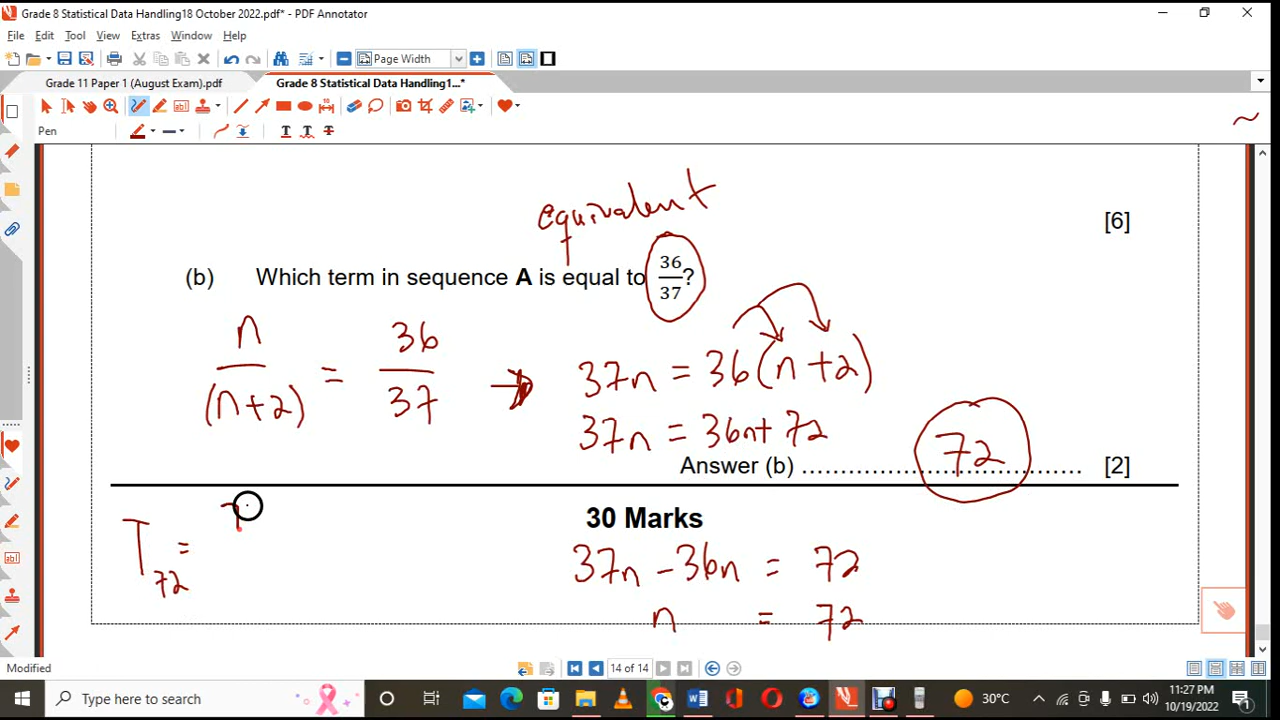 Grade 8 Statistical Data Handling18 October 2022.pdf* - PDF Annotator
File Edit Tool View Extras Window Help
Page Width
Grade 11 Paper 1 (August Exam).pdf
Grade 8 Statistical Data Handling1...*
Pen
equivalent
[6]
(b) Which term in sequence A is equal to 36/37?
n/(n+2) = 36/37 → 37n = 36(n+2)
37n = 36n+ 72
Answer (b) ................ 72 ................ [2]
30 Marks
T72 =
37n - 36n = 72
n = 72
Modified
14 of 14
Type here to search
30°C
11:27 PM
10/19/2022
1